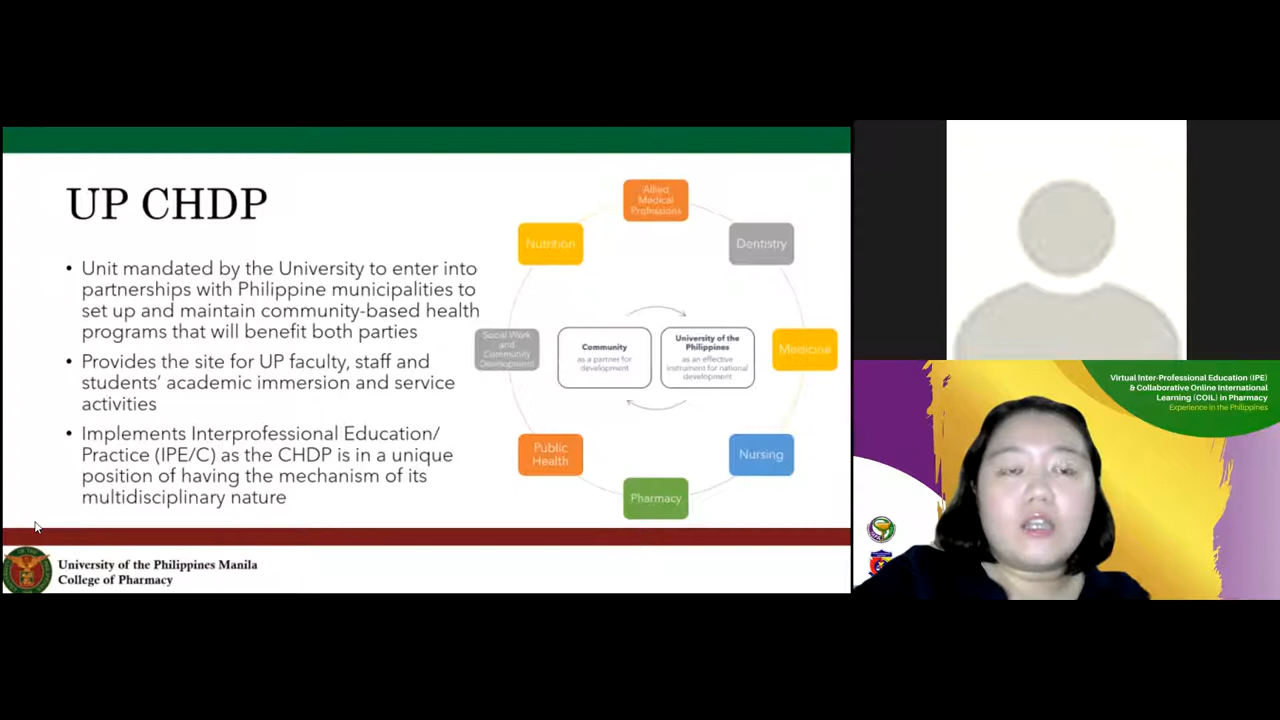 UP CHDP
• Unit mandated by the University to enter into
partnerships with Philippine municipalities to
set up and maintain community-based health
programs that will benefit both parties
• Provides the site for UP faculty, staff and
students' academic immersion and service
activities
• Implements Interprofessional Education/
Practice (IPE/C) as the CHDP is in a unique
position of having the mechanism of its
multidisciplinary nature
Allied
Medical
Professions
Dentistry
Medicine
Nursing
Pharmacy
Public
Health
Social Work
and
Community
Development
Nutrition
Community
as a partner for
development
University of the
Philippines
as an effective
instrument for national
development
University of the Philippines Manila
College of Pharmacy
Virtual Inter-Professional Education (IPE)
& Collaborative Online International
Learning (COIL) in Pharmacy
Experience in the Philippines